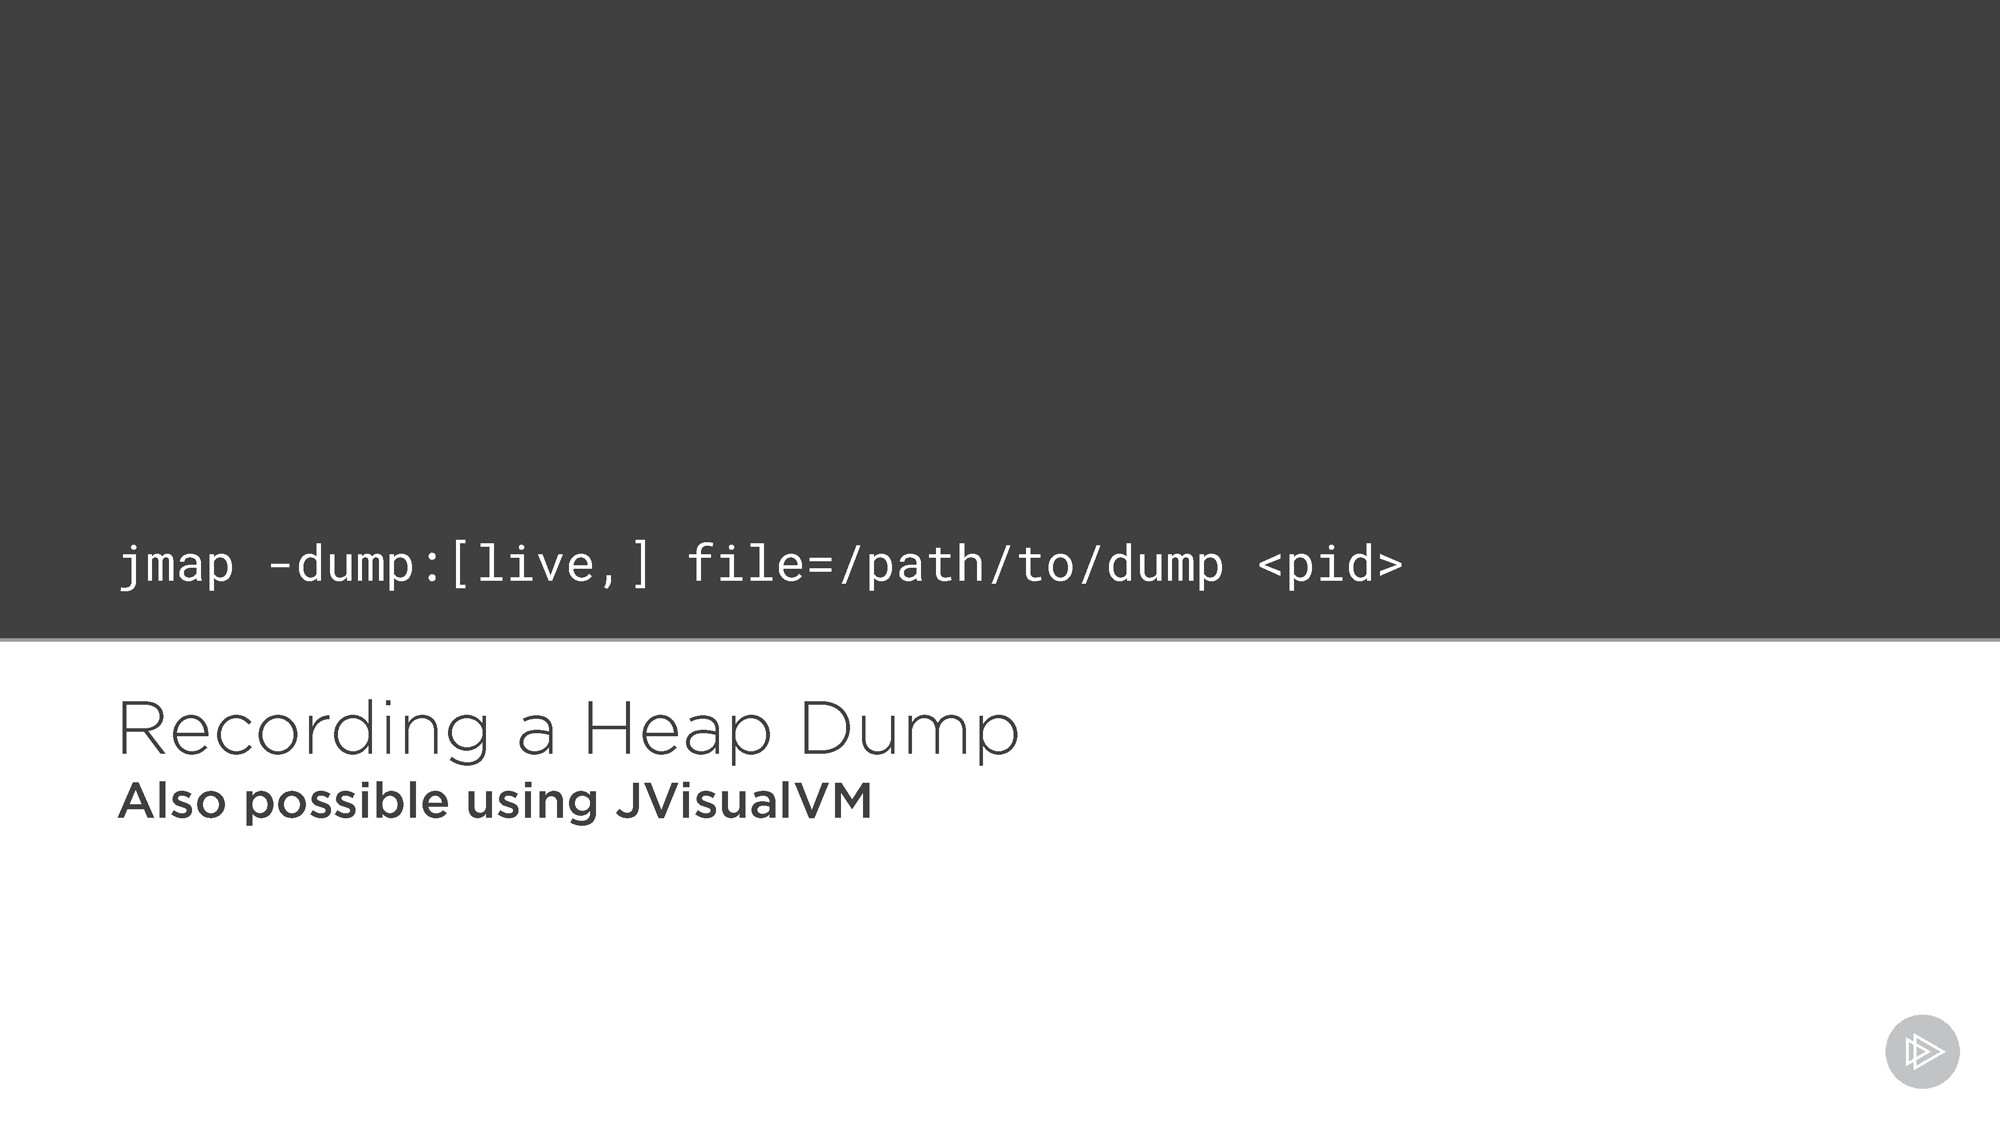 jmap -dump:[live,] file=/path/to/dump <pid>
Recording a Heap Dump
Also possible using JVisualVM